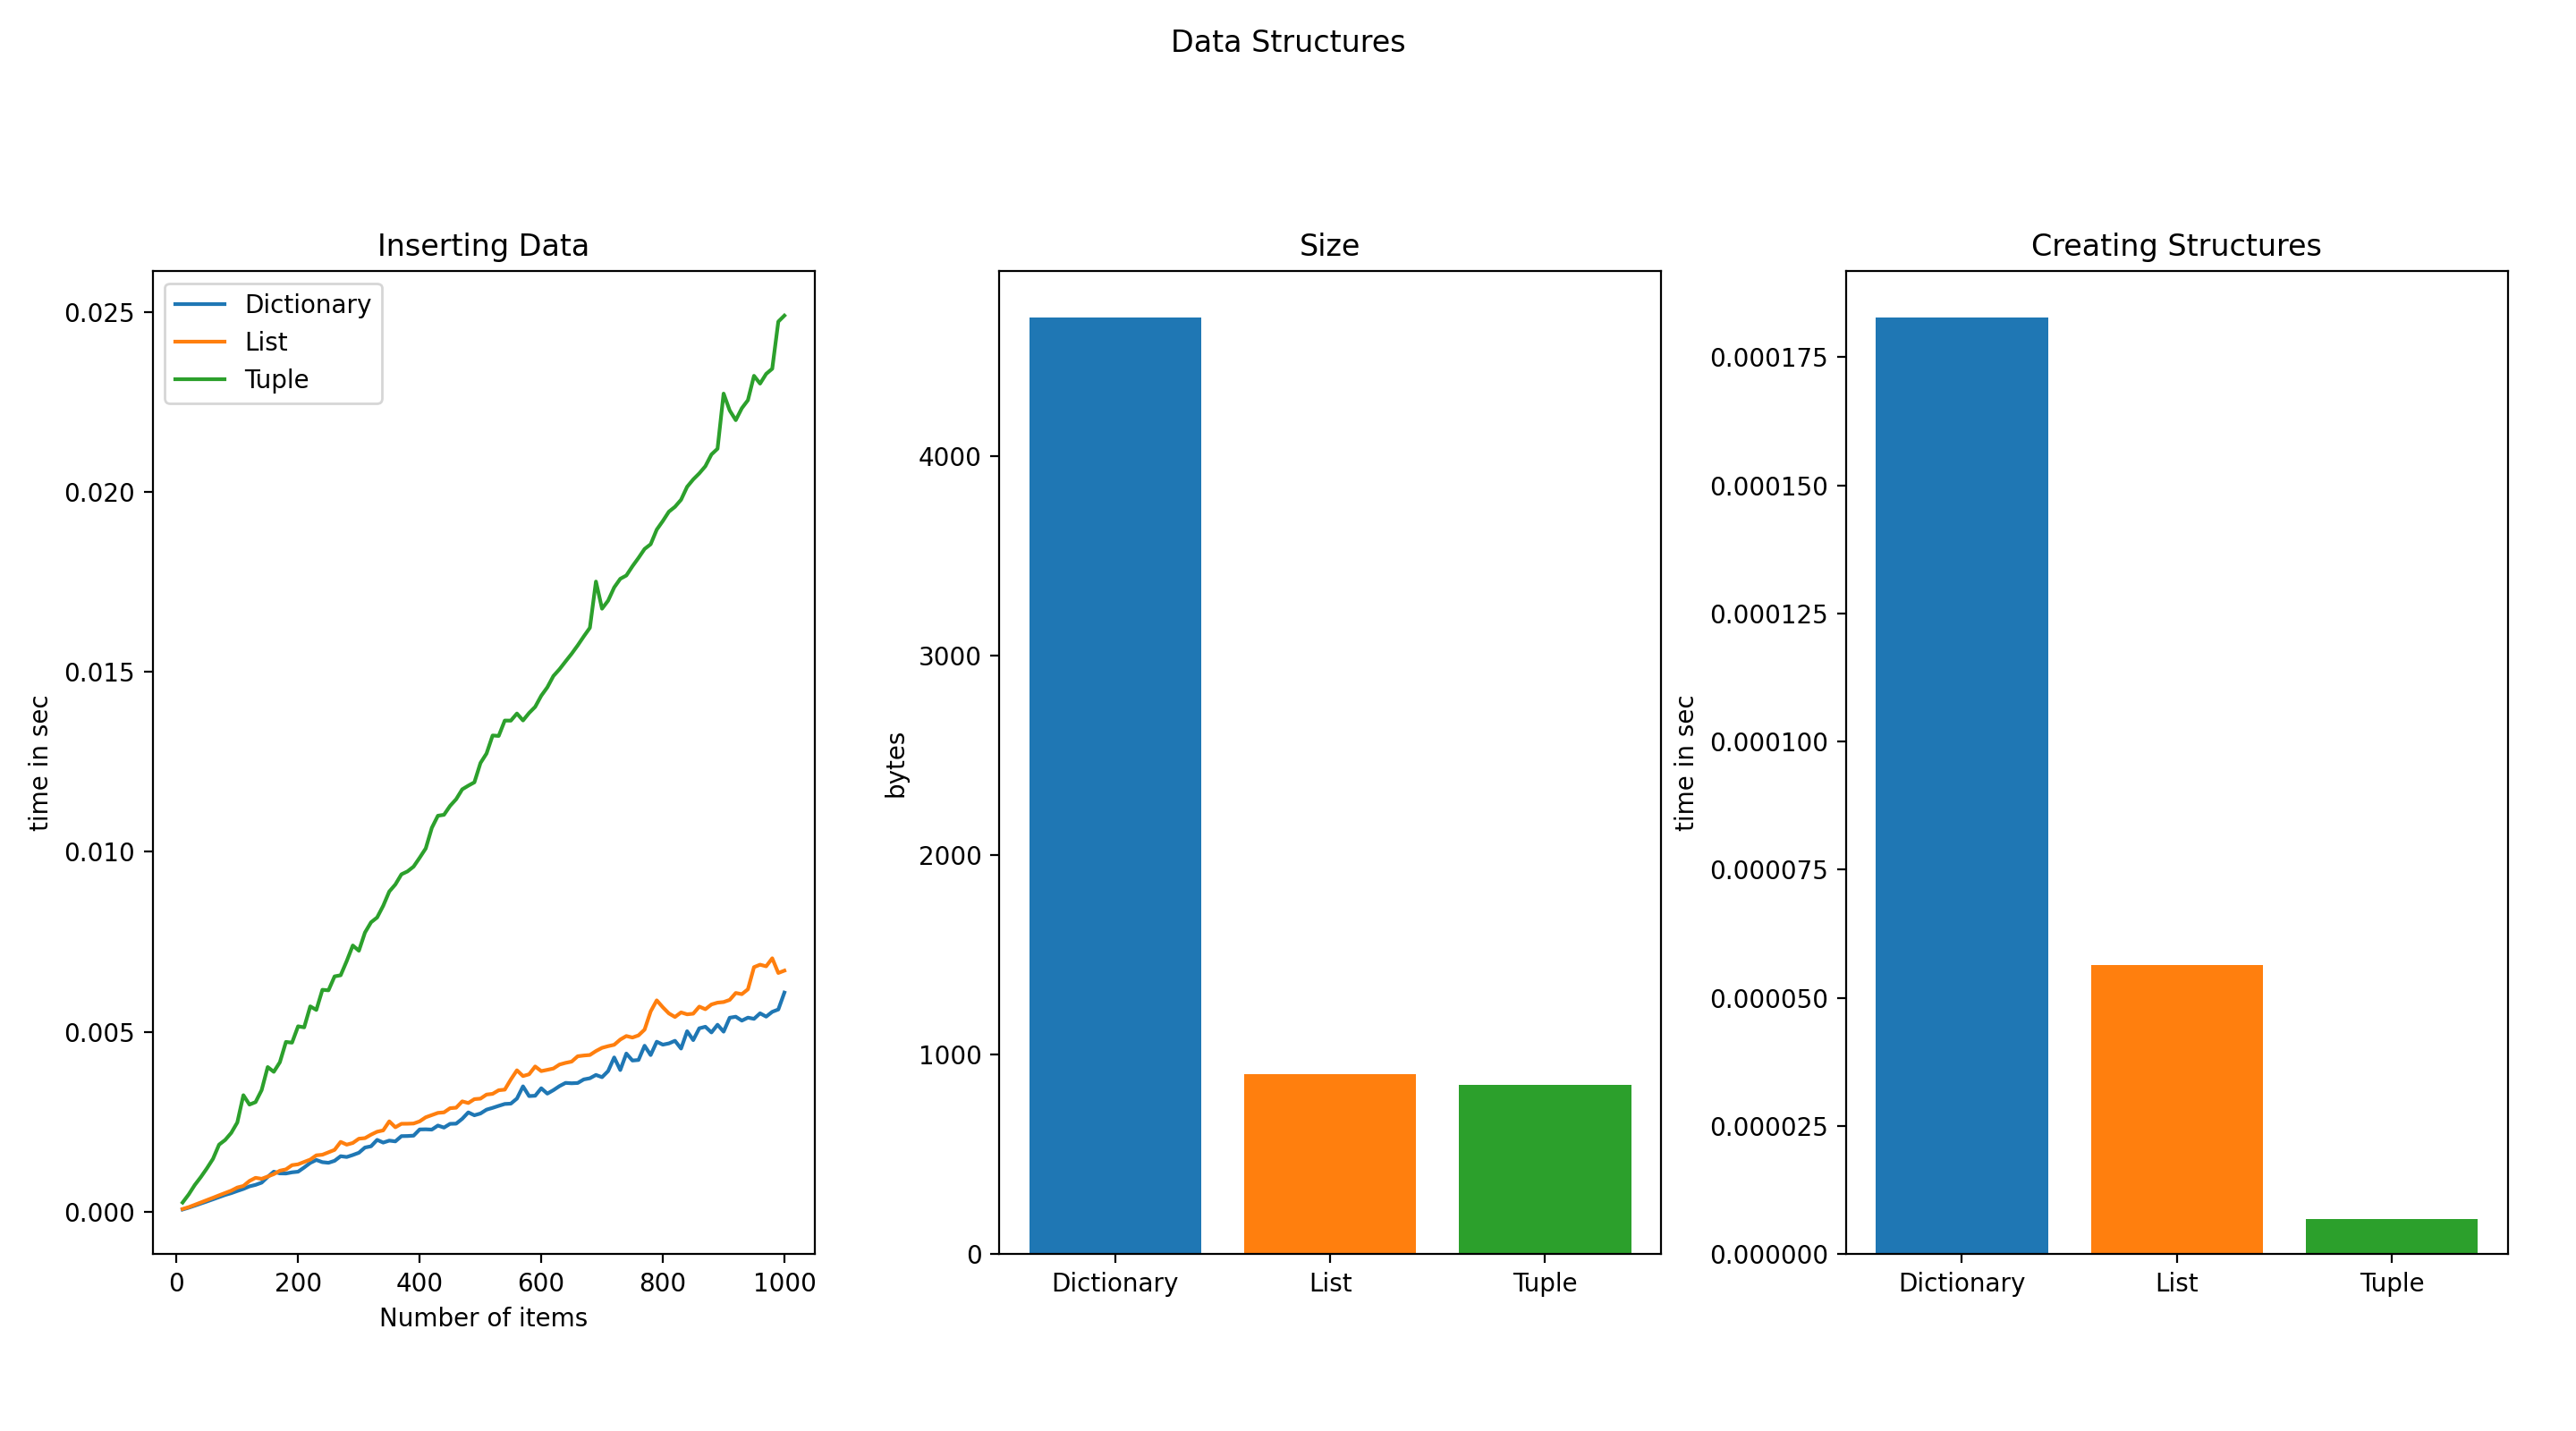 Data Structures
Inserting Data
Dictionary
List
Tuple
0.025
0.020
0.015
0.010
0.005
0.000
time in sec
0 200 400 600 800 1000
Number of items
Size
4000
3000
2000
1000
0
bytes
Dictionary List Tuple
Creating Structures
0.000175
0.000150
0.000125
0.000100
0.000075
0.000050
0.000025
0.000000
time in sec
Dictionary List Tuple